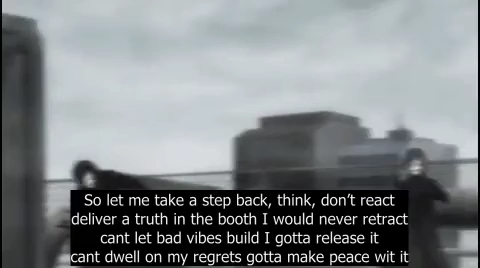 So let me take a step back, think, don’t react
deliver a truth in the booth I would never retract
cant let bad vibes build I gotta release it
cant dwell on my regrets gotta make peace wit it